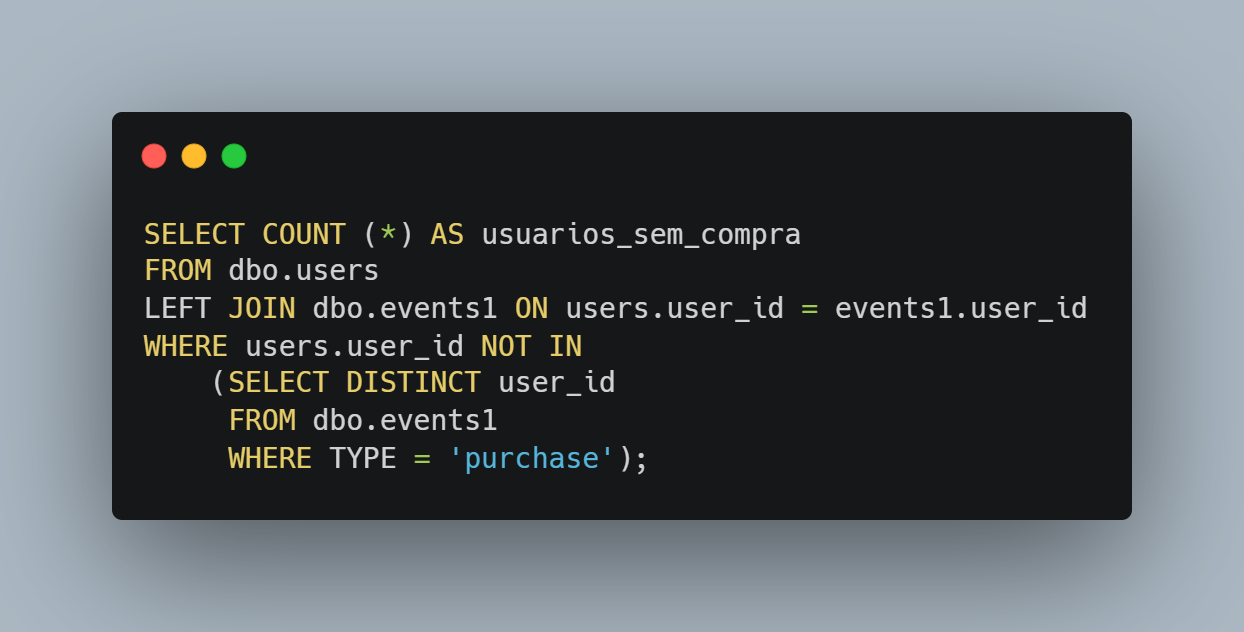 SELECT COUNT (*) AS usuarios_sem_compra
FROM dbo.users
LEFT JOIN dbo.events1 ON users.user_id = events1.user_id
WHERE users.user_id NOT IN
    (SELECT DISTINCT user_id
     FROM dbo.events1
     WHERE TYPE = 'purchase');